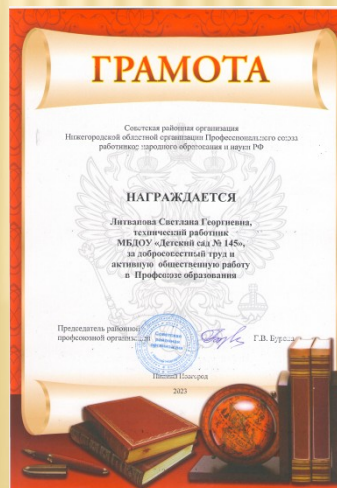 ГРАМОТА
Советская районная организация
Нижегородской областной организации Профессионального союза
работников народного образования и науки РФ
НАГРАЖДАЕТСЯ
Литванова Светлана Георгиевна,
технический работник
МБДОУ «Детский сад № 145»,
за добросовестный труд и
активную общественную работу
в Профсоюзе образования
Председатель районной
профсоюзной организации Г.В.
Нижний Новгород
2023